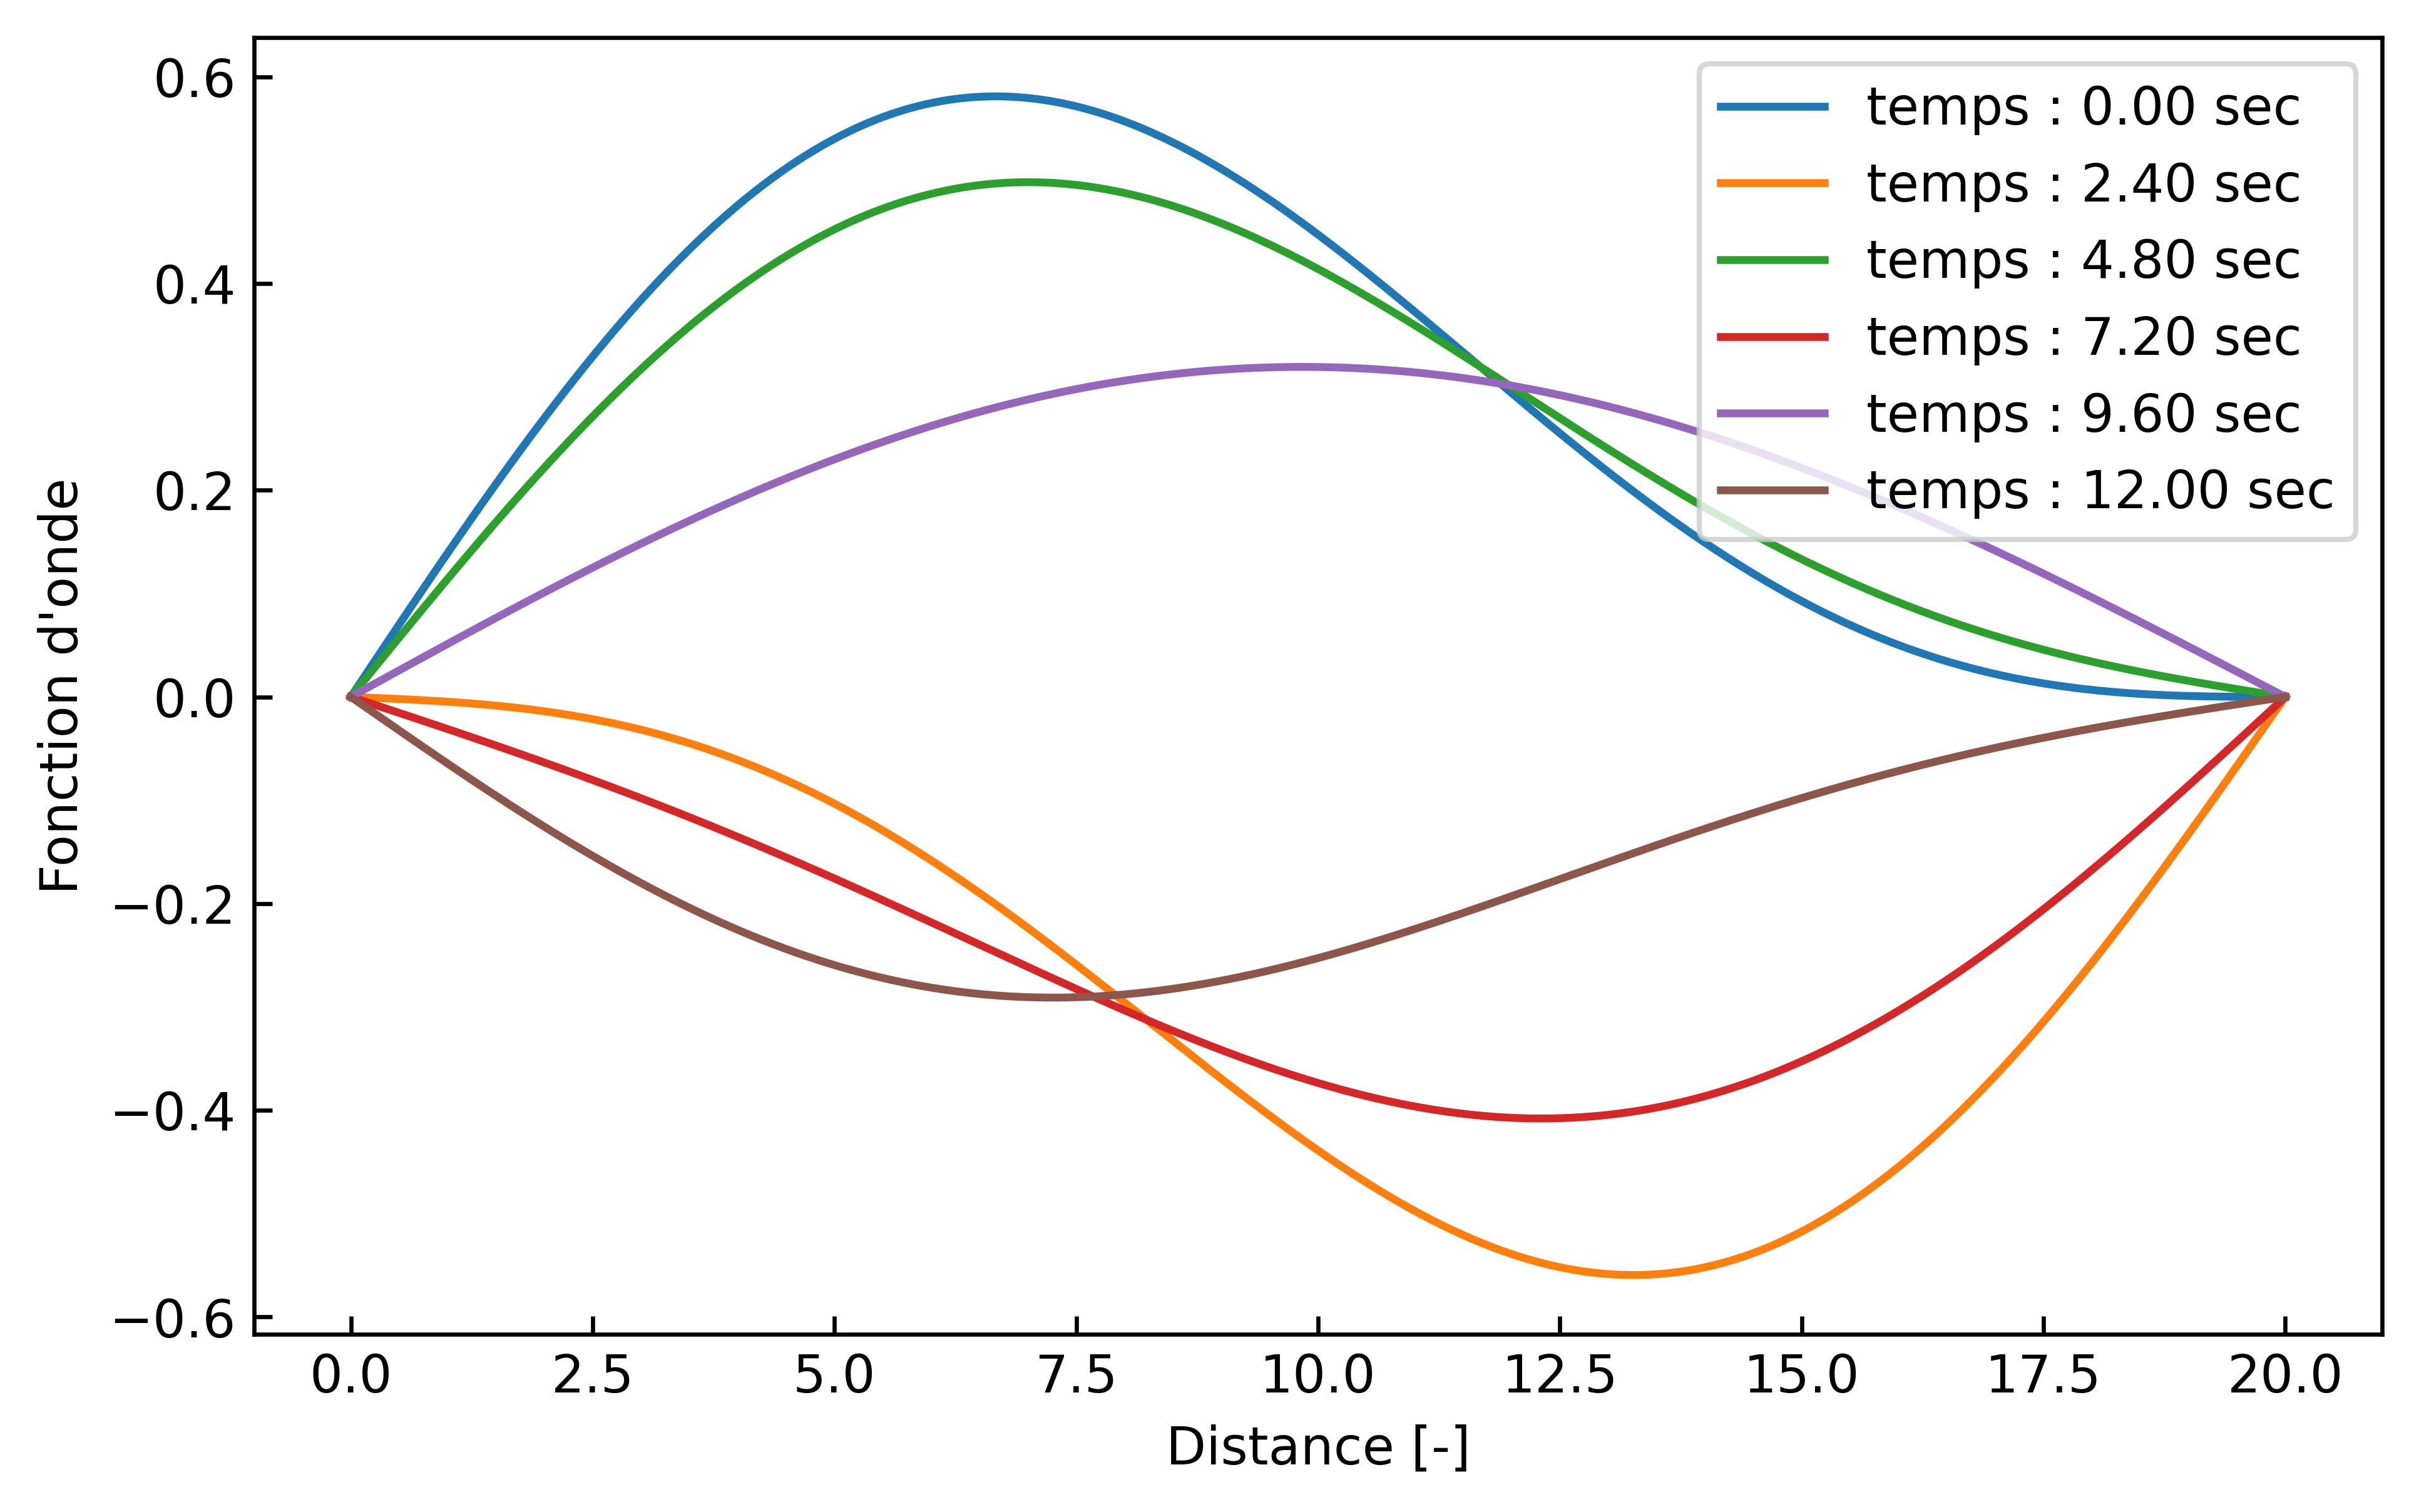 0.6
0.4
0.2
0.0
−0.2
−0.4
−0.6
Fonction d'onde
temps : 0.00 sec
temps : 2.40 sec
temps : 4.80 sec
temps : 7.20 sec
temps : 9.60 sec
temps : 12.00 sec
0.0 2.5 5.0 7.5 10.0 12.5 15.0 17.5 20.0
Distance [-]